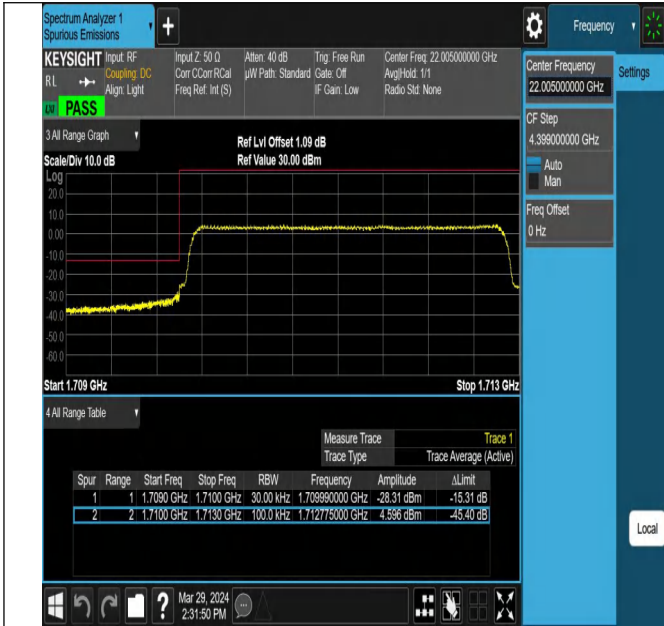 Spectrum Analyzer 1
Spurious Emissions
+
Frequency
KEYSIGHT Input: RF Input Z: 50 Ω Atten: 40 dB Trig: Free Run Center Freq: 22.005000000 GHz
RL Coupling: DC Corr CCorr RCal µW Path: Standard Gate: Off Avg|Hold: 1/1
Align: Light Freq Ref: Int (S) IF Gain: Low Radio Std: None
PASS
Center Frequency
22.005000000 GHz
Settings
CF Step
4.399000000 GHz
Auto
Man
Freq Offset
0 Hz
3 All Range Graph
Ref Lvl Offset 1.09 dB
Scale/Div 10.0 dB Ref Value 30.00 dBm
Log
20.0
10.0
0.00
-10.0
-20.0
-30.0
-40.0
-50.0
-60.0
Start 1.709 GHz Stop 1.713 GHz
4 All Range Table
Measure Trace Trace 1
Trace Type Trace Average (Active)
Spur Range Start Freq Stop Freq RBW Frequency Amplitude ΔLimit
1 1 1.7090 GHz 1.7100 GHz 30.00 kHz 1.709990000 GHz -28.31 dBm -15.31 dB
2 2 1.7100 GHz 1.7130 GHz 100.0 kHz 1.712775000 GHz 4.596 dBm -45.40 dB
Local
? Mar 29, 2024
2:31:50 PM